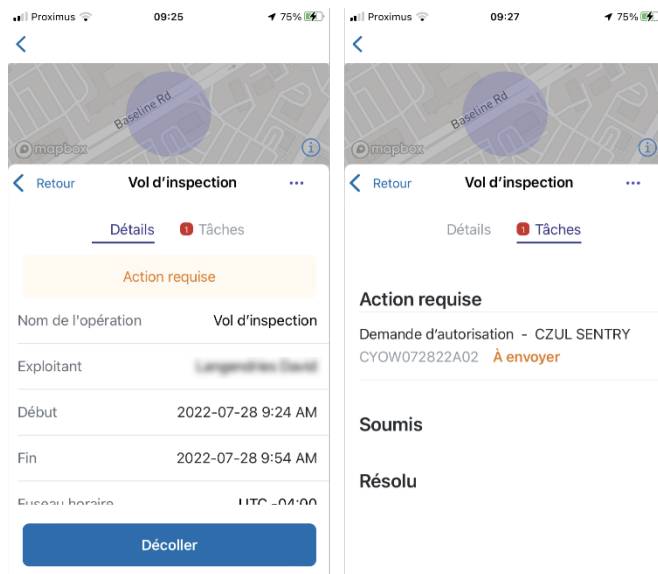 Proximus
09:25
75%
Baseline Rd
mapbox
Retour
Vol d'inspection
Détails
1
Tâches
Action requise
Nom de l'opération
Vol d'inspection
Exploitant
Début
2022-07-28 9:24 AM
Fin
2022-07-28 9:54 AM
Fuseau horaire
UTC -04:00
Décoller
Proximus
09:27
75%
Baseline Rd
mapbox
Retour
Vol d'inspection
Détails
1
Tâches
Action requise
Demande d'autorisation - CZUL SENTRY
CYOW072822A02 À envoyer
Soumis
Résolu